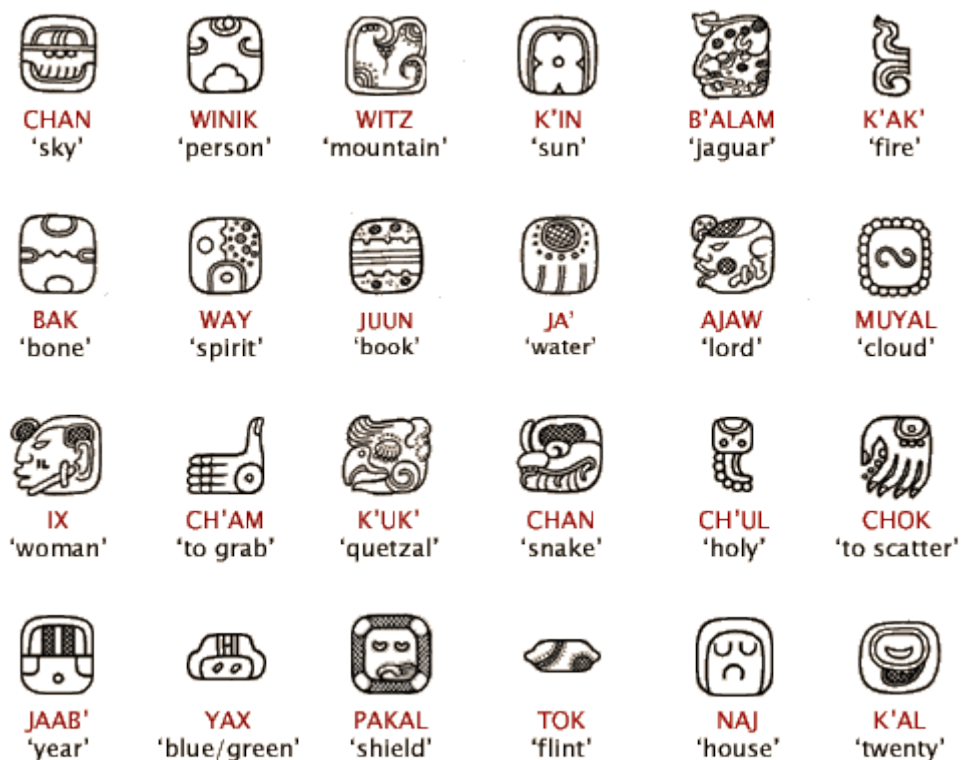 CHAN WINIK WITZ K'IN B'ALAM K'AK'
‘sky’ ‘person’ ‘mountain’ ‘sun’ ‘jaguar’ ‘fire’
BAK WAY JUUN JA' AJAW MUYAL
‘bone’ ‘spirit’ ‘book’ ‘water’ ‘lord’ ‘cloud’
IX CH'AM K'UK' CHAN CH'UL CHOK
‘woman’ ‘to grab’ ‘quetzal’ ‘snake’ ‘holy’ ‘to scatter’
JAAB' YAX PAKAL TOK NAJ K'AL
‘year’ ‘blue/green’ ‘shield’ ‘flint’ ‘house’ ‘twenty’